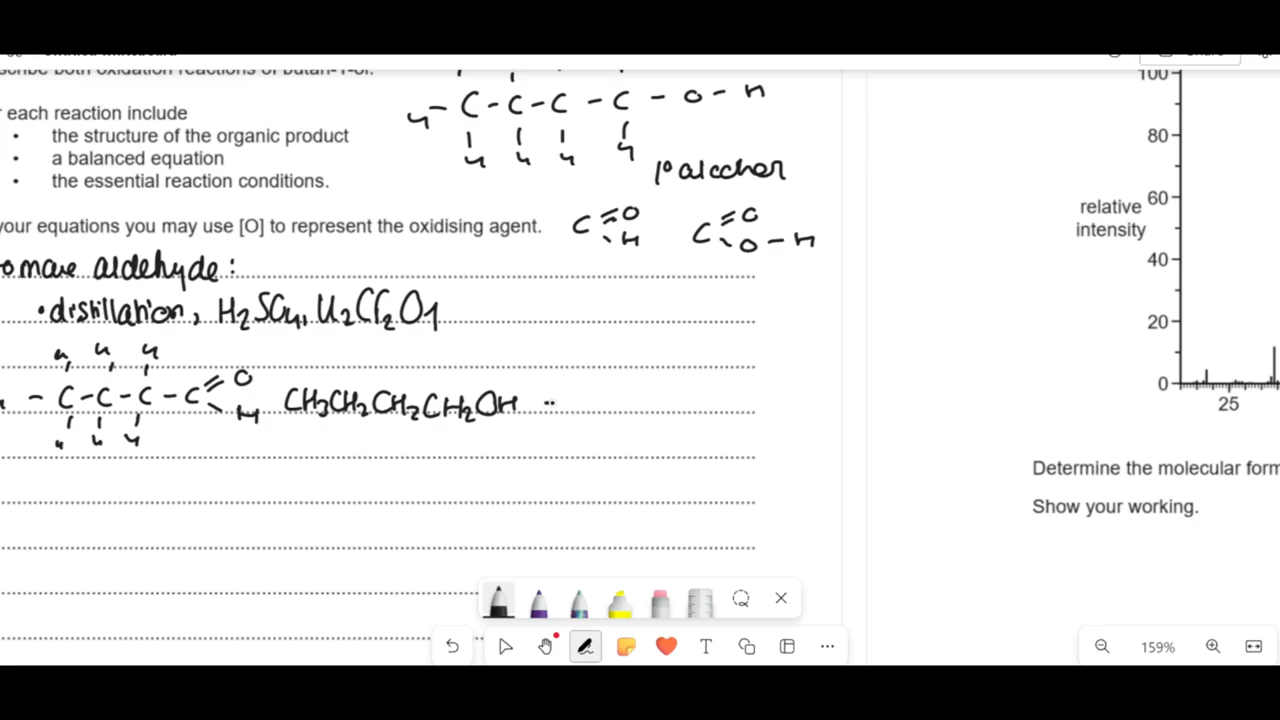 each reaction include
• the structure of the organic product
• a balanced equation
• the essential reaction conditions.
your equations you may use [O] to represent the oxidising agent.
H - C - C - C - C - O - H
H H H H
1° alcohol
C = O - H
C = O - O - H
make aldehyde:
• distillation, H2SO4, K2Cr2O7
H H H
- C - C - C - C = O - H
H H H
CH3CH2CH2CH2OH
100
80
60
40
20
0
25
relative
intensity
Determine the molecular form
Show your working.
T
159%